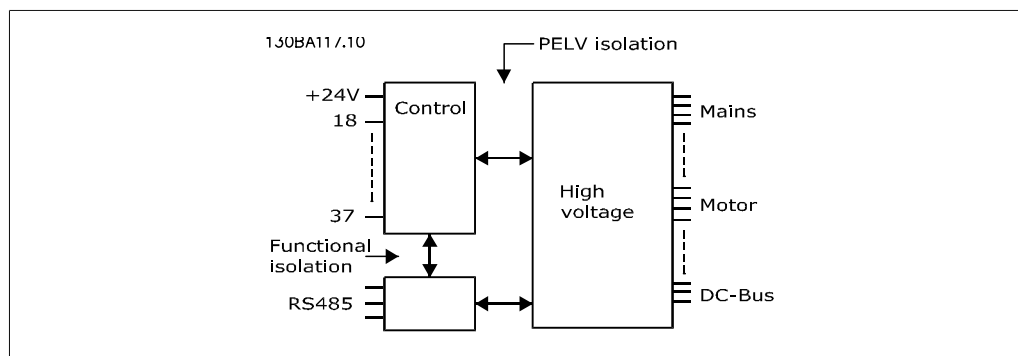 130BA117.10
PELV isolation
+24V
Control
18
Mains
High
voltage
37
Motor
Functional
isolation
RS485
DC-Bus